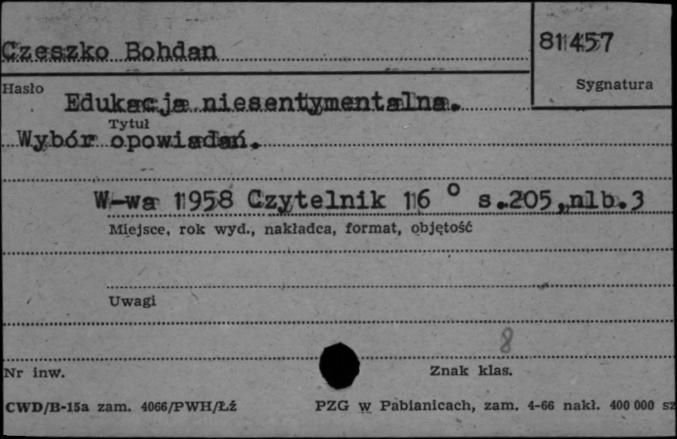 Czeszko Bohdan
81457
Hasło
Sygnatura
Edukacja niesentymentalna.
Tytuł
Wybór opowiadań.
W-wa 1958 Czytelnik 16 ° s.205,nlb.3
Miejsce, rok wyd., nakładca, format, objętość
Uwagi
8
Nr inw.
Znak klas.
CWD/B-15a zam. 4066/PWH/Łź
PZG w Pabianicach, zam. 4-66 nakł. 400 000 sz